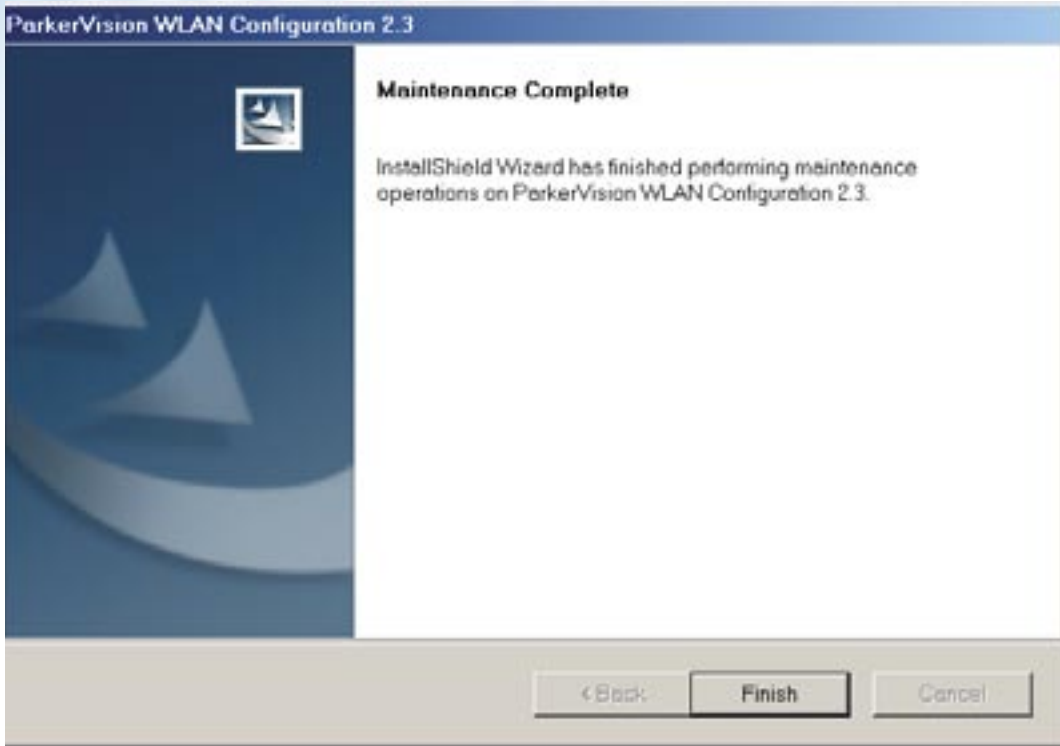 ParkerVision WLAN Configuration 2.3
Maintenance Complete
InstallShield Wizard has finished performing maintenance
operations on ParkerVision WLAN Configuration 2.3.
< Back
Finish
Cancel